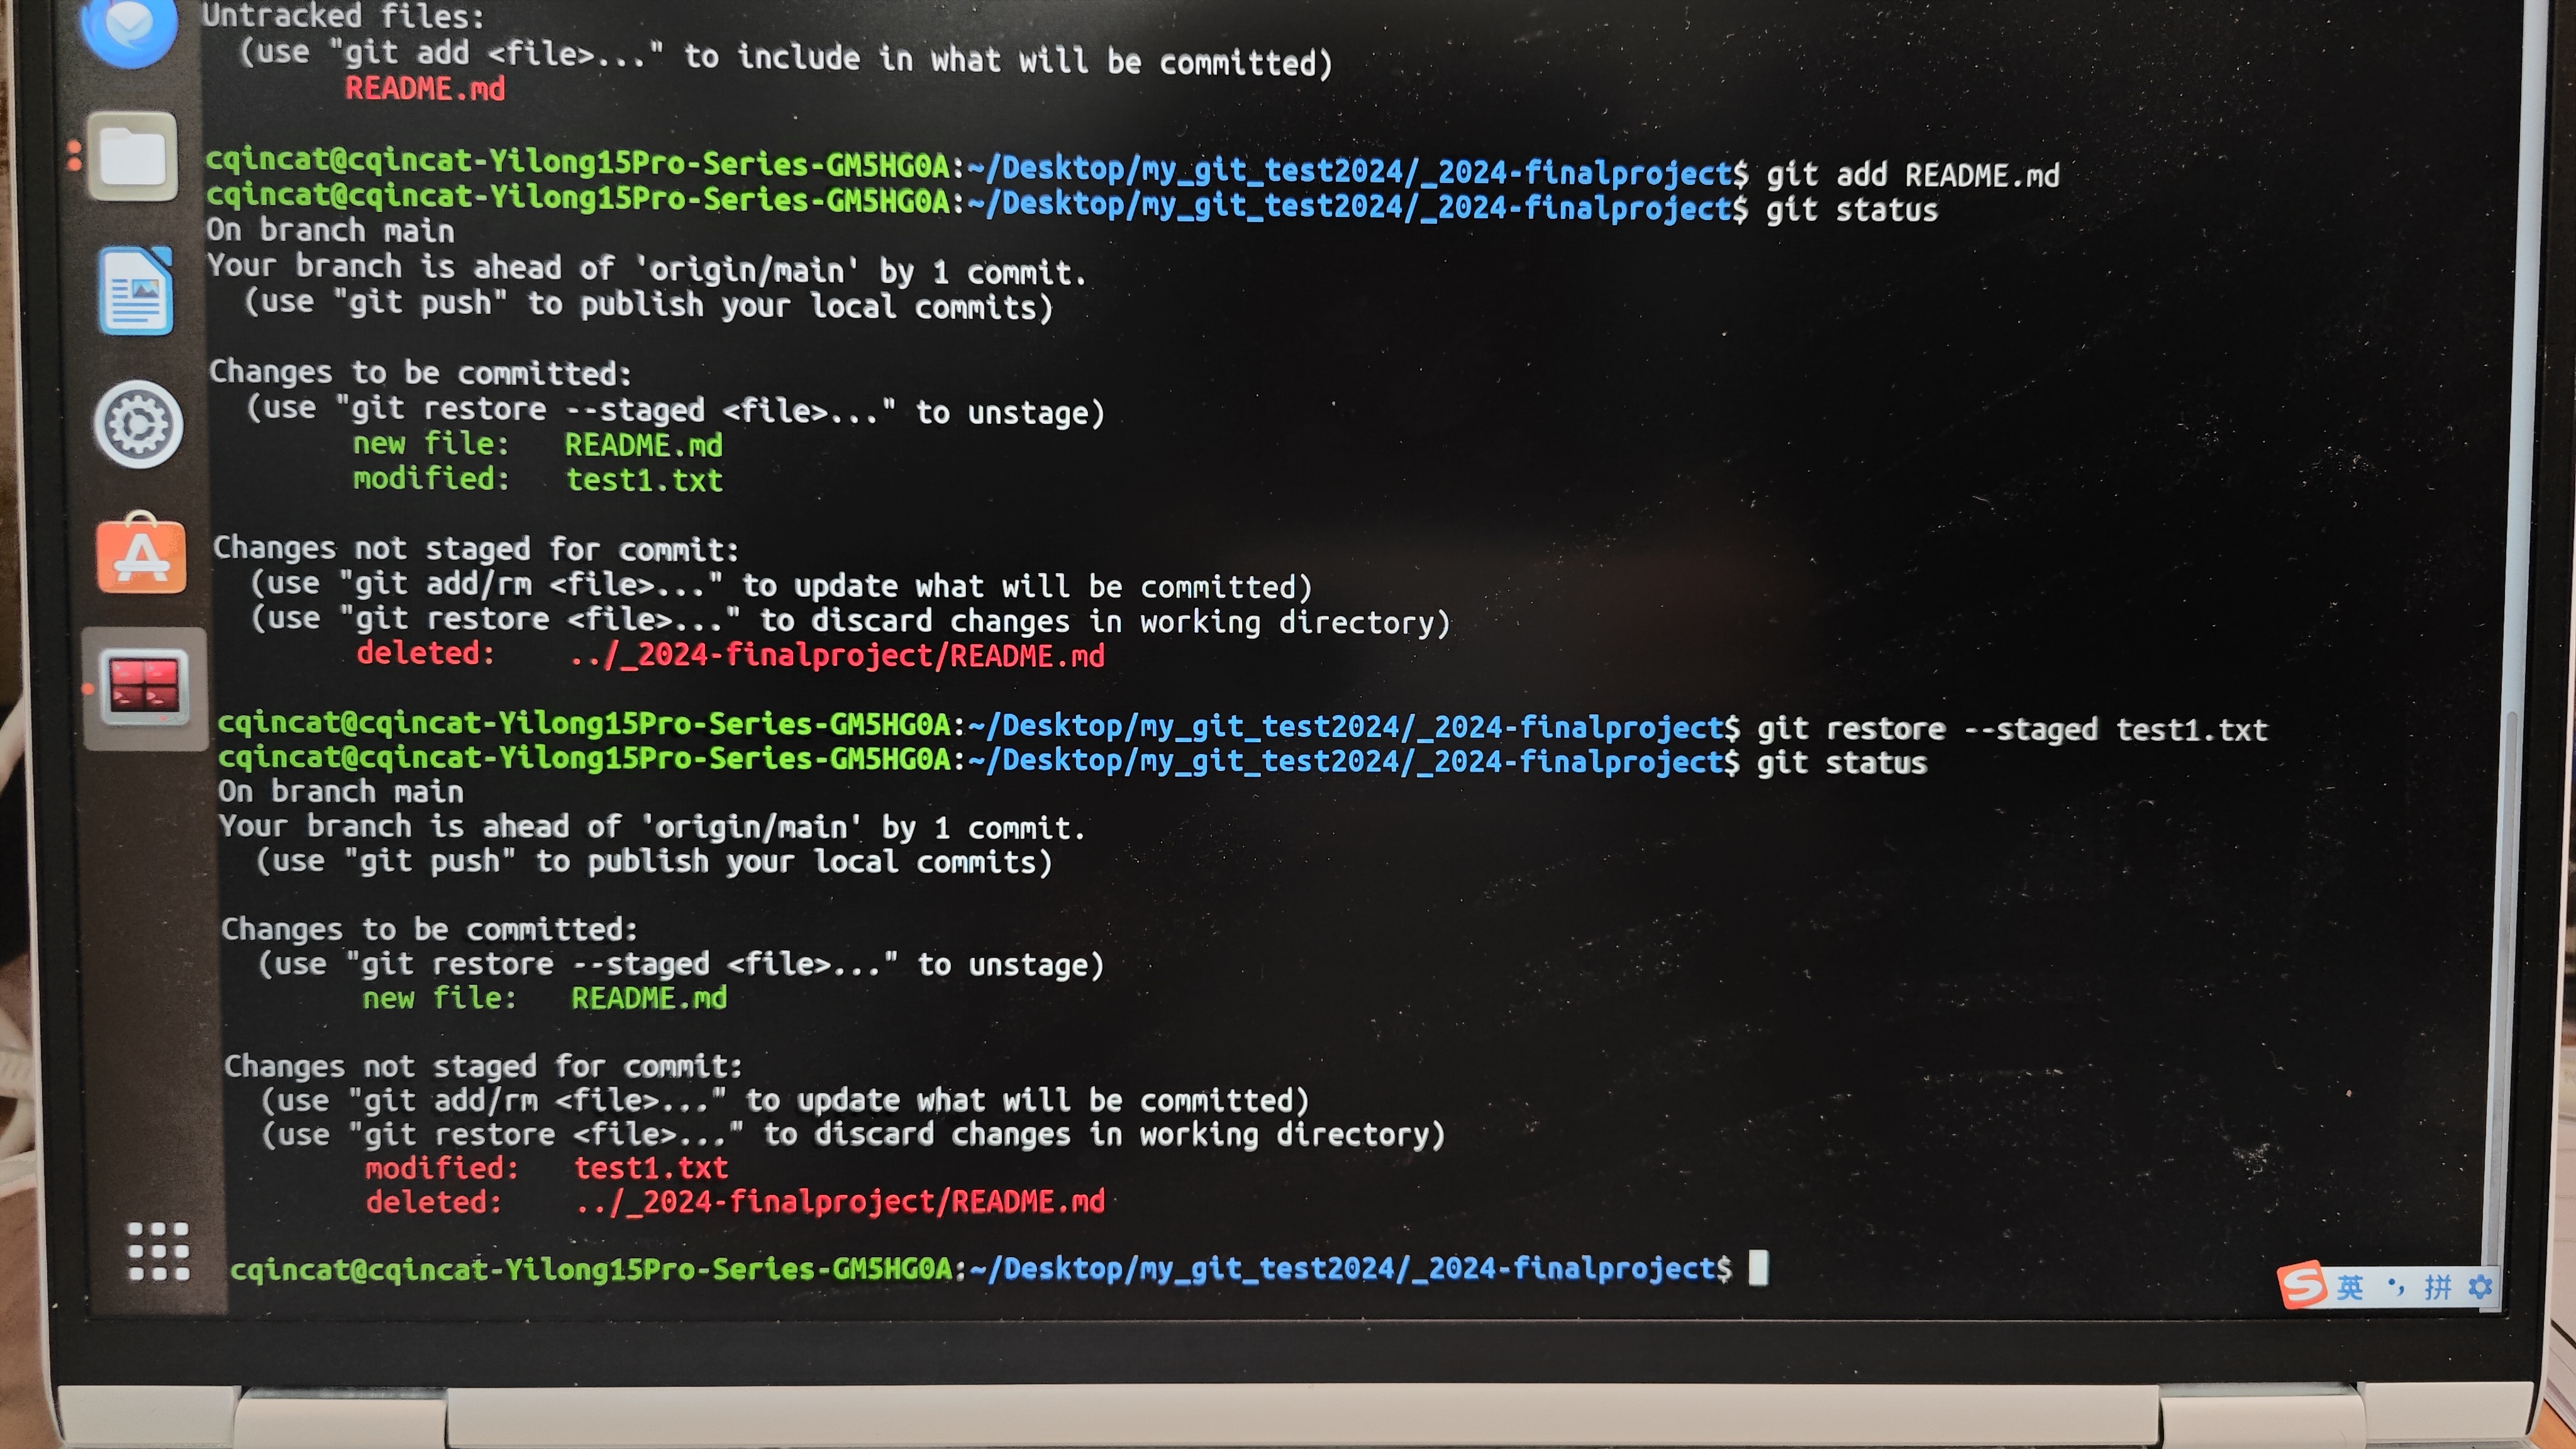 Untracked files:
(use "git add <file>..." to include in what will be committed)
README.md
cqincat@cqincat-Yilong15Pro-Series-GM5HG0A:~/Desktop/my_git_test2024/_2024-finalproject$ git add README.md
cqincat@cqincat-Yilong15Pro-Series-GM5HG0A:~/Desktop/my_git_test2024/_2024-finalproject$ git status
On branch main
Your branch is ahead of 'origin/main' by 1 commit.
(use "git push" to publish your local commits)
Changes to be committed:
(use "git restore --staged <file>..." to unstage)
new file: README.md
modified: test1.txt
Changes not staged for commit:
(use "git add/rm <file>..." to update what will be committed)
(use "git restore <file>..." to discard changes in working directory)
deleted: ../_2024-finalproject/README.md
cqincat@cqincat-Yilong15Pro-Series-GM5HG0A:~/Desktop/my_git_test2024/_2024-finalproject$ git restore --staged test1.txt
cqincat@cqincat-Yilong15Pro-Series-GM5HG0A:~/Desktop/my_git_test2024/_2024-finalproject$ git status
On branch main
Your branch is ahead of 'origin/main' by 1 commit.
(use "git push" to publish your local commits)
Changes to be committed:
(use "git restore --staged <file>..." to unstage)
new file: README.md
Changes not staged for commit:
(use "git add/rm <file>..." to update what will be committed)
(use "git restore <file>..." to discard changes in working directory)
modified: test1.txt
deleted: ../_2024-finalproject/README.md
cqincat@cqincat-Yilong15Pro-Series-GM5HG0A:~/Desktop/my_git_test2024/_2024-finalproject$
S 英 拼